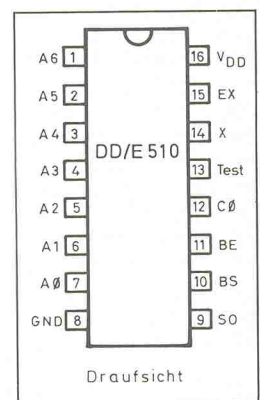 A6 1 16 VDD
A5 2 15 EX
A4 3 14 X
DD/E510
A3 4 13 Test
A2 5 12 CØ
A1 6 11 BE
AØ 7 10 BS
GND 8 9 SO
Draufsicht